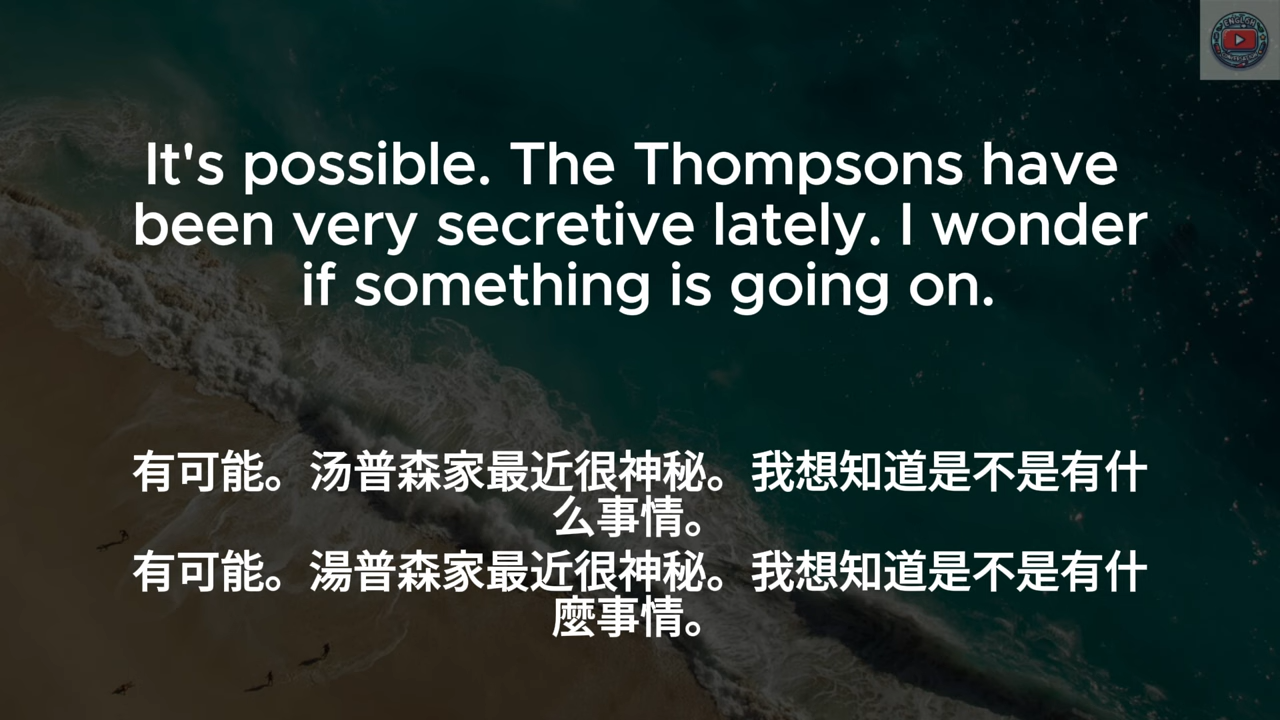 It's possible. The Thompsons have
been very secretive lately. I wonder
if something is going on.
有可能。汤普森家最近很神秘。我想知道是不是有什
么事情。
有可能。湯普森家最近很神秘。我想知道是不是有什
麼事情。